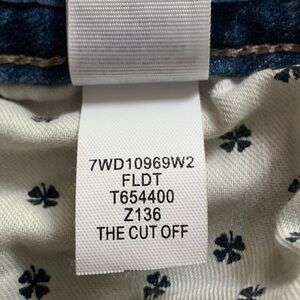 7WD10969W2
FLDT
T654400
Z136
THE CUT OFF